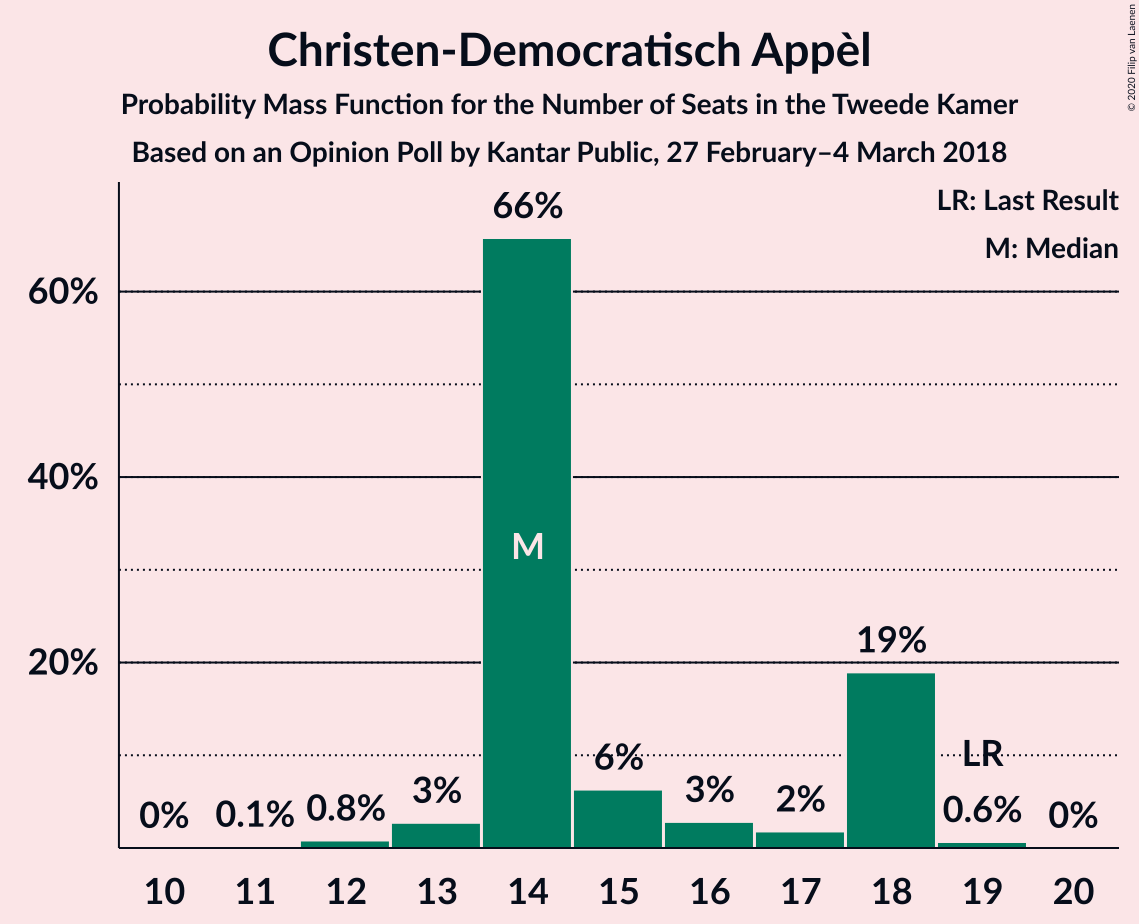 Christen-Democratisch Appèl
Probability Mass Function for the Number of Seats in the Tweede Kamer
Based on an Opinion Poll by Kantar Public, 27 February–4 March 2018
© 2020 Filip van Laenen
LR: Last Result
M: Median
60%
40%
20%
0%
0.1%
0.8%
3%
66%
M
6%
3%
2%
19%
LR
0.6%
0%
10 11 12 13 14 15 16 17 18 19 20